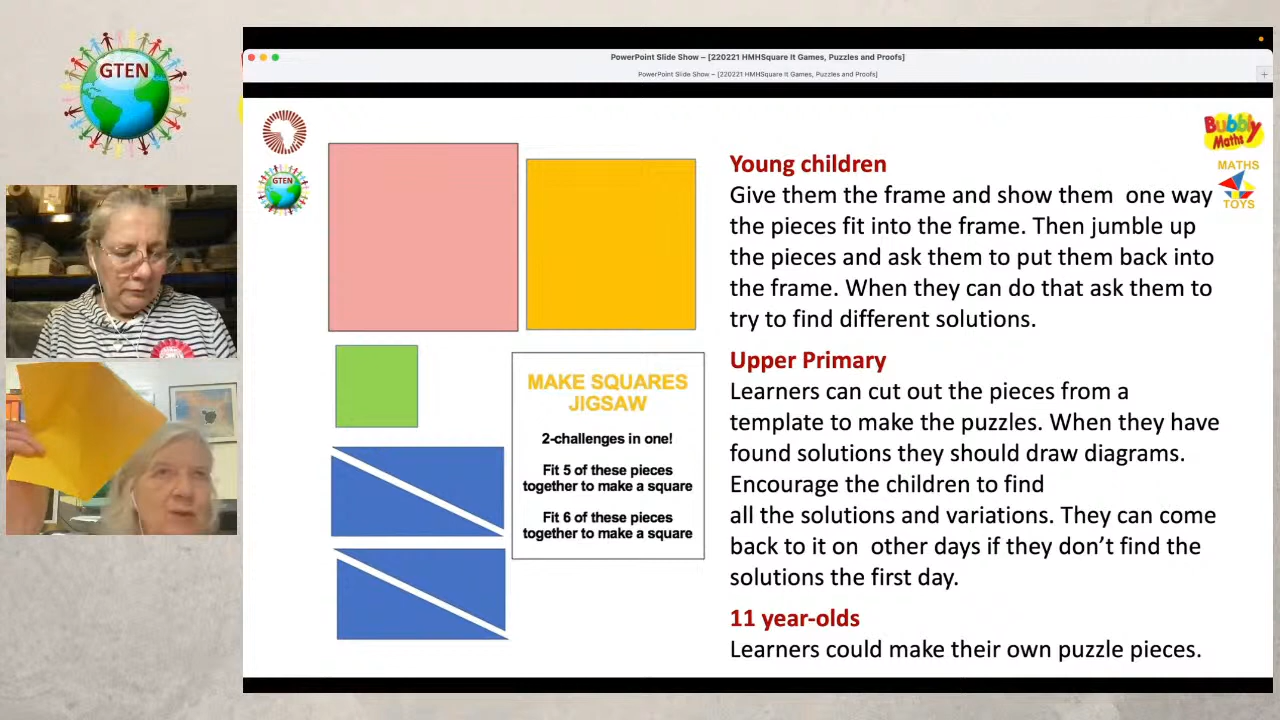 GTEN
PowerPoint Slide Show – [220221 HMHSquare It Games, Puzzles and Proofs]
PowerPoint Slide Show – [220221 HMHSquare It Games, Puzzles and Proofs]
GTEN
Bubbly
Maths
MATHS
TOYS
MAKE SQUARES
JIGSAW
2-challenges in one!
Fit 5 of these pieces
together to make a square
Fit 6 of these pieces
together to make a square
Young children
Give them the frame and show them one way
the pieces fit into the frame. Then jumble up
the pieces and ask them to put them back into
the frame. When they can do that ask them to
try to find different solutions.
Upper Primary
Learners can cut out the pieces from a
template to make the puzzles. When they have
found solutions they should draw diagrams.
Encourage the children to find
all the solutions and variations. They can come
back to it on other days if they don’t find the
solutions the first day.
11 year-olds
Learners could make their own puzzle pieces.